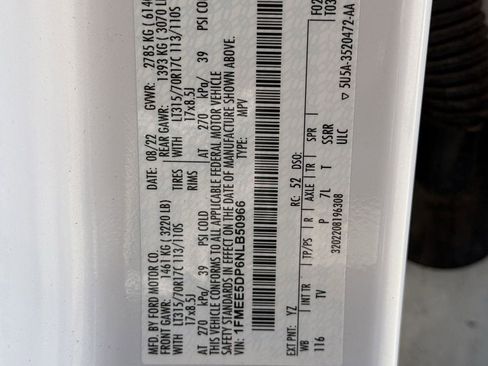 MFD. BY FORD MOTOR CO. DATE: 08/22 GVWR: 2785 KG
FRONT GAWR: 1461 KG ( 3220 LB) REAR GAWR: 1393 KG ( 3070
WITH LT315/70R17C 113/110S TIRES WITH LT315/70R17C 113/110S
17x8.5J RIMS 17x8.5J
AT 270 kPa/ 39 PSI COLD AT 270 kPa/ 39 PSI COLD
THIS VEHICLE CONFORMS TO ALL APPLICABLE FEDERAL MOTOR VEHICLE
SAFETY STANDARDS IN EFFECT ON THE DATE OF MANUFACTURE SHOWN ABOVE.
VIN: 1FMEE5DP6NLB50966 TYPE: MPV
EXT PNT: YZ RC: 52 DSO:
WB INT TR TP/PS R AXLE TR SPR
116 TV P 7L T SSRR
3202208196308 ULC
5U5A-3520472-AA